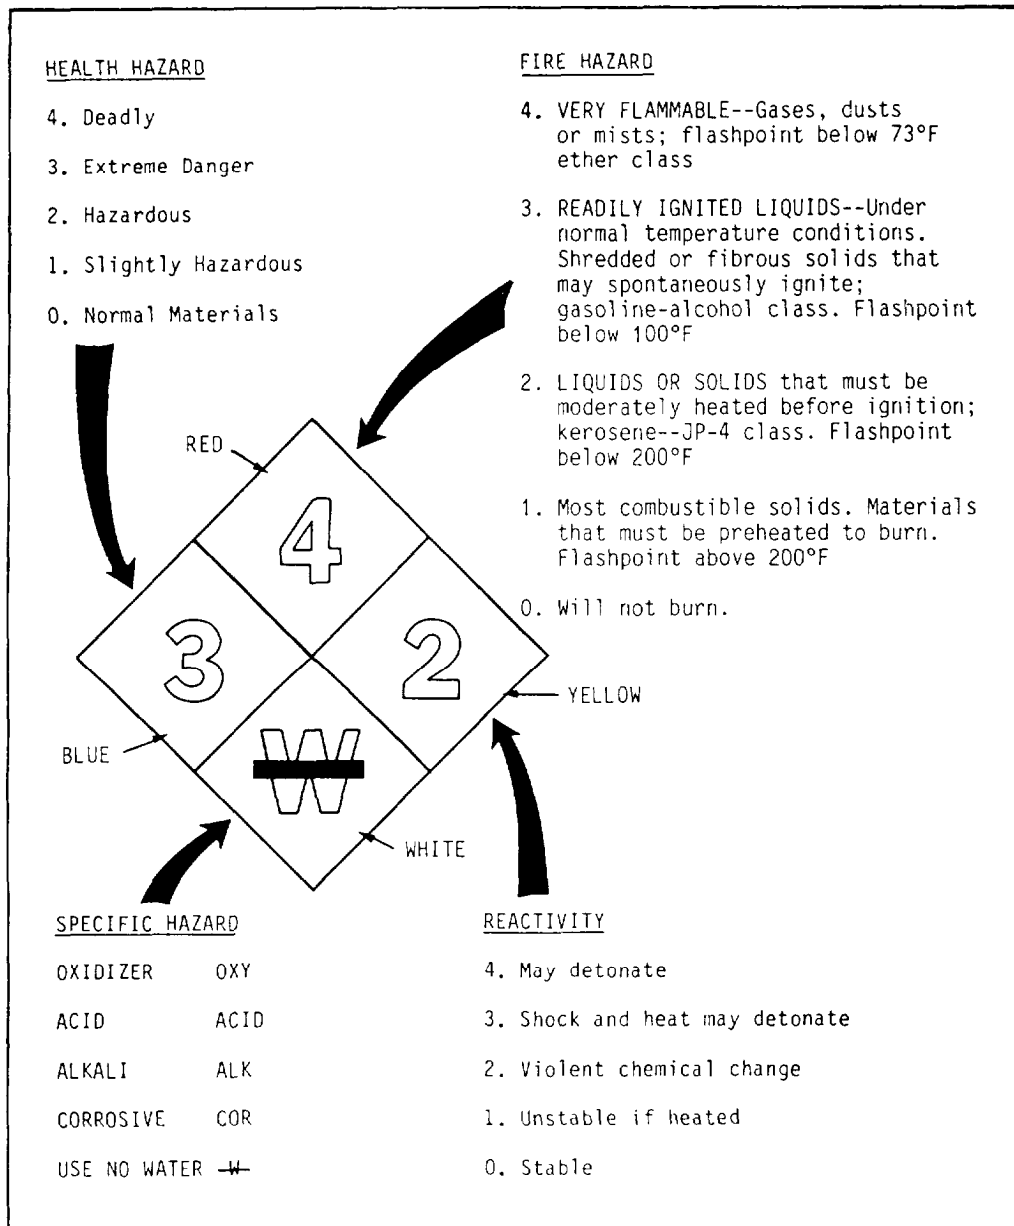 HEALTH HAZARD
4. Deadly
3. Extreme Danger
2. Hazardous
1. Slightly Hazardous
0. Normal Materials
FIRE HAZARD
4. VERY FLAMMABLE--Gases, dusts
or mists; flashpoint below 73°F
ether class
3. READILY IGNITED LIQUIDS--Under
normal temperature conditions.
Shredded or fibrous solids that
may spontaneously ignite;
gasoline-alcohol class. Flashpoint
below 100°F
2. LIQUIDS OR SOLIDS that must be
moderately heated before ignition;
kerosene--JP-4 class. Flashpoint
below 200°F
1. Most combustible solids. Materials
that must be preheated to burn.
Flashpoint above 200°F
0. Will not burn.
RED
4
3
2
YELLOW
BLUE
W
WHITE
SPECIFIC HAZARD
OXIDIZER OXY
ACID ACID
ALKALI ALK
CORROSIVE COR
USE NO WATER W
REACTIVITY
4. May detonate
3. Shock and heat may detonate
2. Violent chemical change
1. Unstable if heated
0. Stable